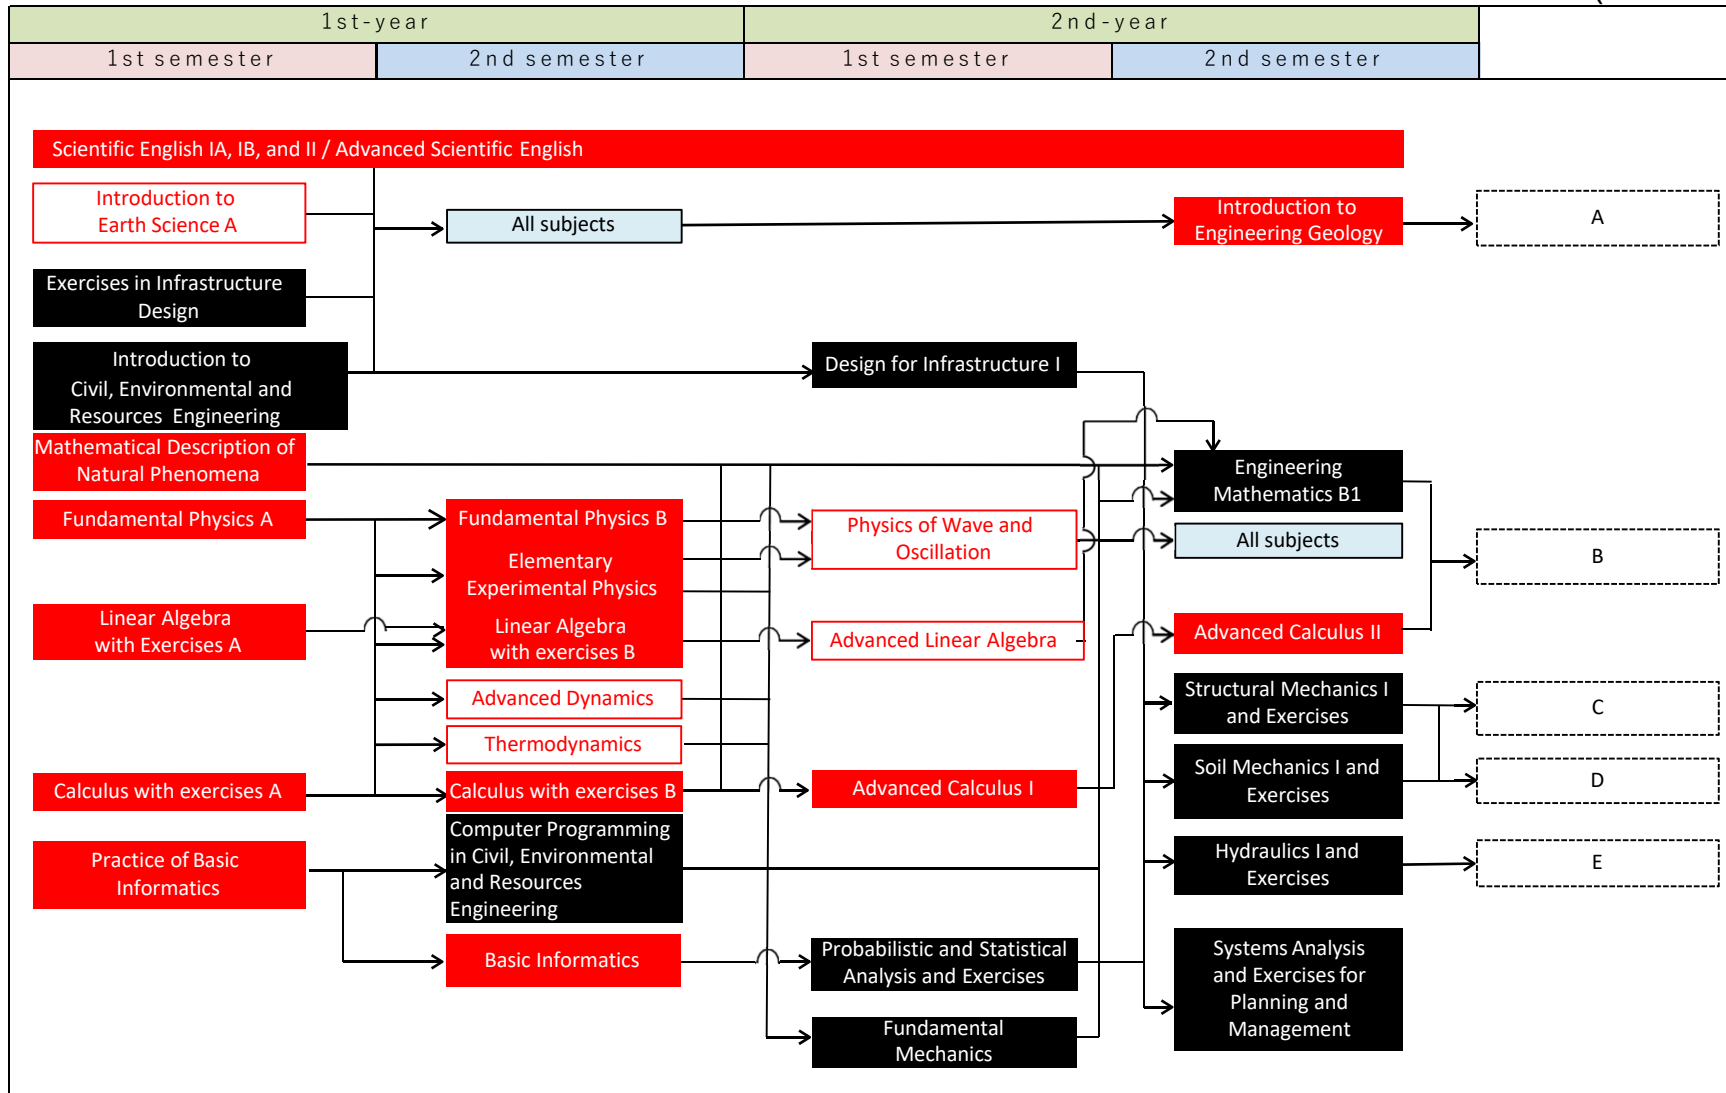 1st-year
2nd-year
1st semester
2nd semester
1st semester
2nd semester
Scientific English IA, IB, and II / Advanced Scientific English
Introduction to
Earth Science A
All subjects
Introduction to
Engineering Geology
A
Exercises in Infrastructure
Design
Introduction to
Civil, Environmental and
Resources Engineering
Design for Infrastructure I
Mathematical Description of
Natural Phenomena
Engineering
Mathematics B1
Fundamental Physics A
Fundamental Physics B
Physics of Wave and
Oscillation
All subjects
B
Elementary
Experimental Physics
Linear Algebra
with Exercises A
Linear Algebra
with exercises B
Advanced Linear Algebra
Advanced Calculus II
Advanced Dynamics
Structural Mechanics I
and Exercises
C
Thermodynamics
Calculus with exercises A
Calculus with exercises B
Advanced Calculus I
Soil Mechanics I and
Exercises
D
Practice of Basic
Informatics
Computer Programming
in Civil, Environmental
and Resources
Engineering
Hydraulics I and
Exercises
E
Basic Informatics
Probabilistic and Statistical
Analysis and Exercises
Systems Analysis
and Exercises for
Planning and
Management
Fundamental
Mechanics